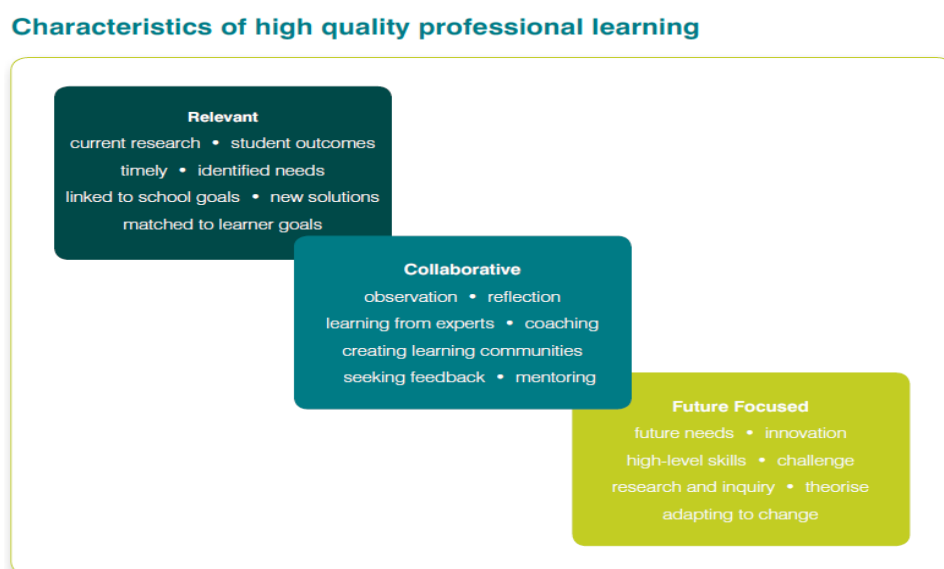 Characteristics of high quality professional learning
Relevant
current research • student outcomes
timely • identified needs
linked to school goals • new solutions
matched to learner goals
Collaborative
observation • reflection
learning from experts • coaching
creating learning communities
seeking feedback • mentoring
Future Focused
future needs • innovation
high-level skills • challenge
research and inquiry • theorise
adapting to change